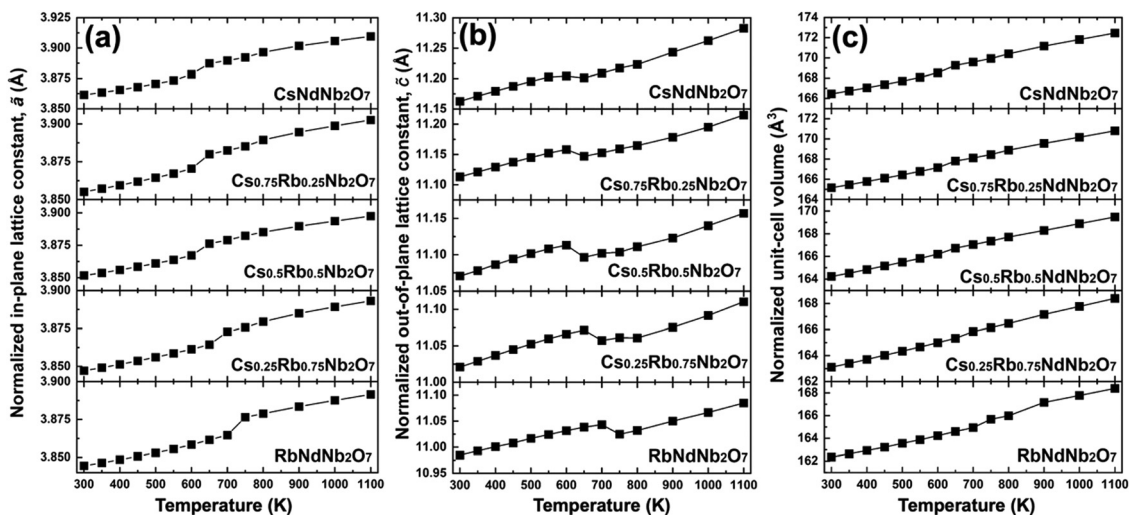 (a)
Normalized in-plane lattice constant, ã (Å)
3.925
3.900
3.875
3.850
CsNdNb₂O₇
3.900
3.875
3.850
Cs0.75Rb0.25Nb₂O₇
3.900
3.875
3.850
Cs0.5Rb0.5Nb₂O₇
3.900
3.875
3.850
Cs0.25Rb0.75Nb₂O₇
3.900
3.875
3.850
RbNdNb₂O₇
300 400 500 600 700 800 900 1000 1100
Temperature (K)
(b)
Normalized out-of-plane lattice constant, c̃ (Å)
11.30
11.25
11.20
11.15
CsNdNb₂O₇
11.20
11.15
11.10
Cs0.75Rb0.25Nb₂O₇
11.15
11.10
11.05
Cs0.5Rb0.5Nb₂O₇
11.10
11.05
11.00
Cs0.25Rb0.75Nb₂O₇
11.05
11.00
10.95
RbNdNb₂O₇
300 400 500 600 700 800 900 1000 1100
Temperature (K)
(c)
Normalized unit-cell volume (Å³)
174
172
170
168
166
CsNdNb₂O₇
172
170
168
166
164
Cs0.75Rb0.25NdNb₂O₇
170
168
166
164
Cs0.5Rb0.5NdNb₂O₇
168
166
164
162
Cs0.25Rb0.75NdNb₂O₇
168
166
164
162
RbNdNb₂O₇
300 400 500 600 700 800 900 1000 1100
Temperature (K)